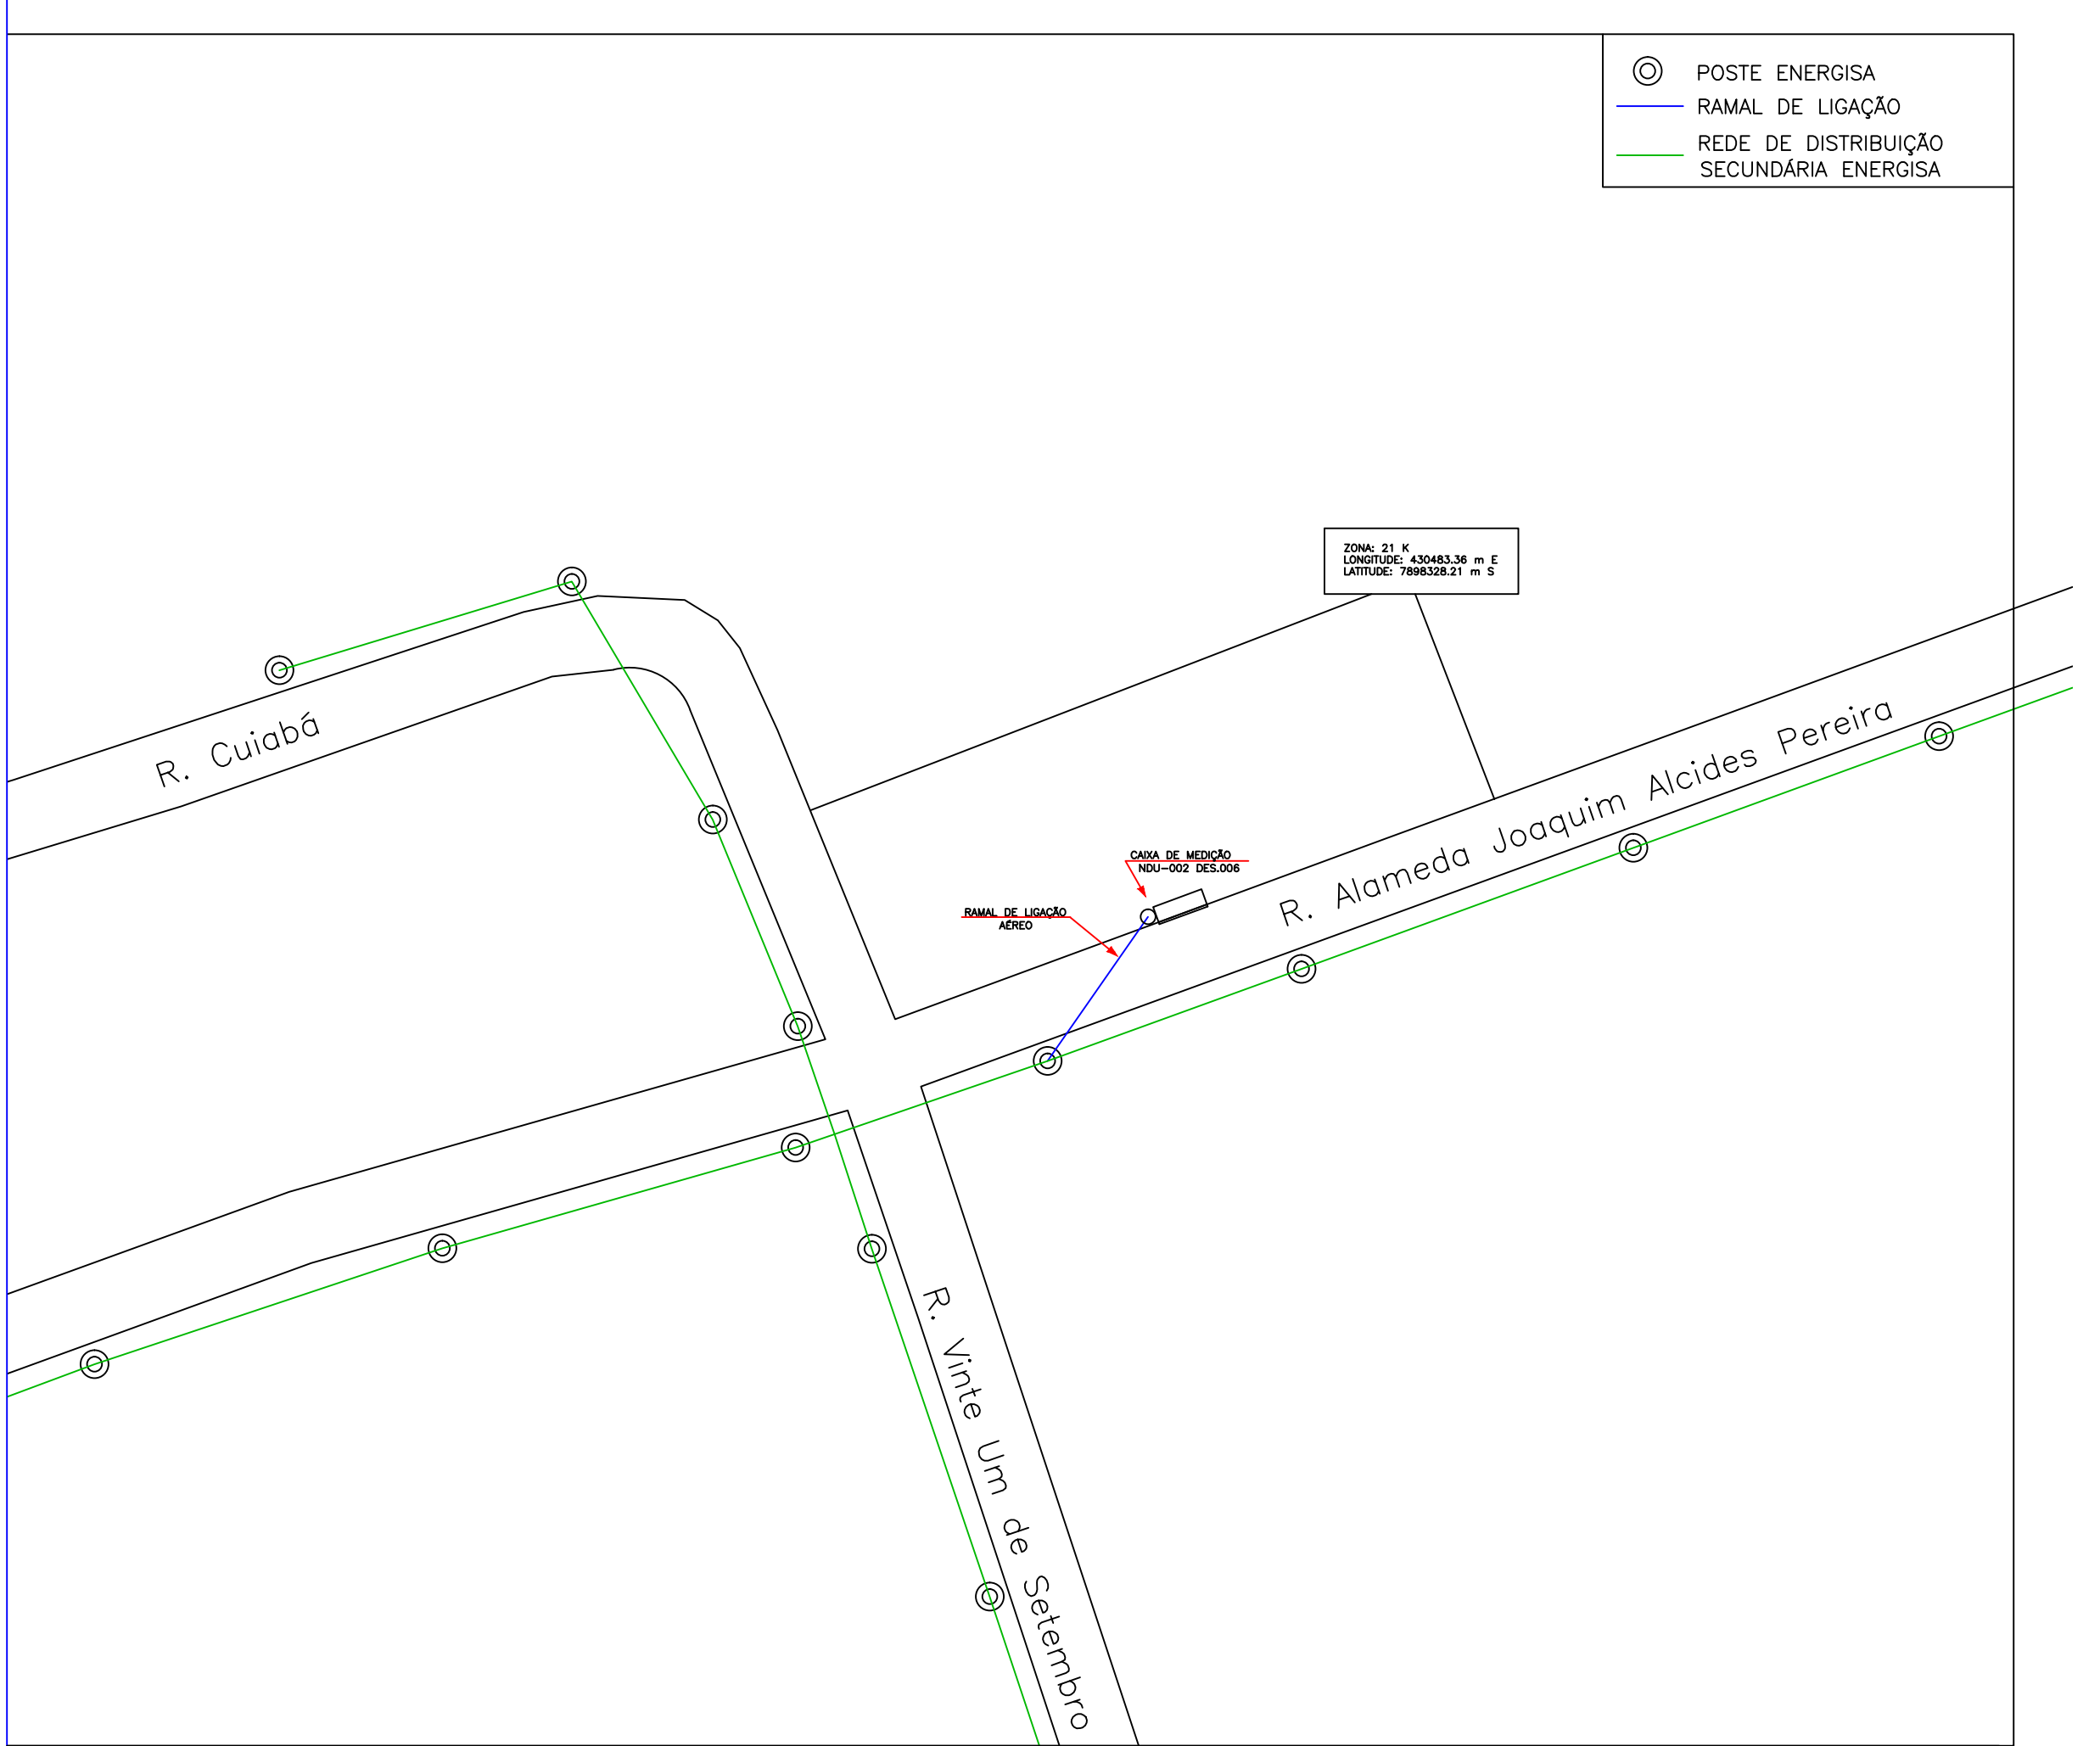 POSTE ENERGISA
RAMAL DE LIGAÇÃO
REDE DE DISTRIBUIÇÃO
SECUNDÁRIA ENERGISA
ZONA: 21 K
LONGITUDE: 430483.36 m E
LATITUDE: 7898328.21 m S
R. Cuiabá
R. Alameda Joaquim Alcides Pereira
CAIXA DE MEDIÇÃO
NDU-002 DES.006
RAMAL DE LIGAÇÃO
AÉREO
R. Vinte Um de Setembro